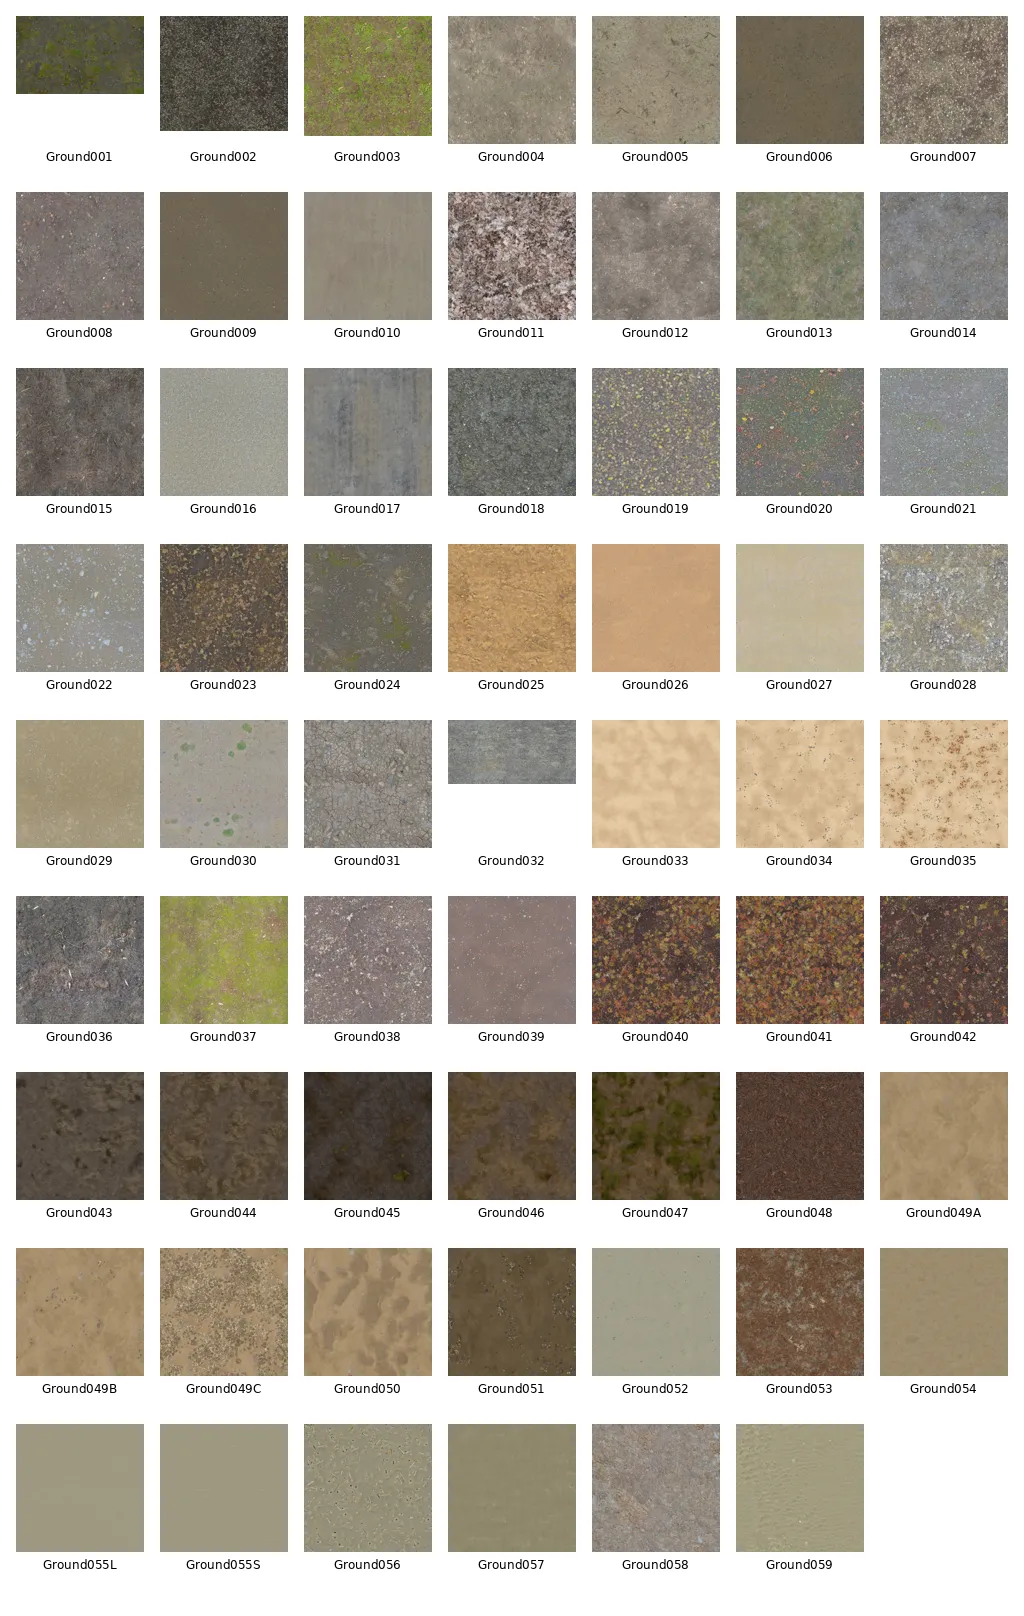 Ground001 Ground002 Ground003 Ground004 Ground005 Ground006 Ground007
Ground008 Ground009 Ground010 Ground011 Ground012 Ground013 Ground014
Ground015 Ground016 Ground017 Ground018 Ground019 Ground020 Ground021
Ground022 Ground023 Ground024 Ground025 Ground026 Ground027 Ground028
Ground029 Ground030 Ground031 Ground032 Ground033 Ground034 Ground035
Ground036 Ground037 Ground038 Ground039 Ground040 Ground041 Ground042
Ground043 Ground044 Ground045 Ground046 Ground047 Ground048 Ground049A
Ground049B Ground049C Ground050 Ground051 Ground052 Ground053 Ground054
Ground055L Ground055S Ground056 Ground057 Ground058 Ground059